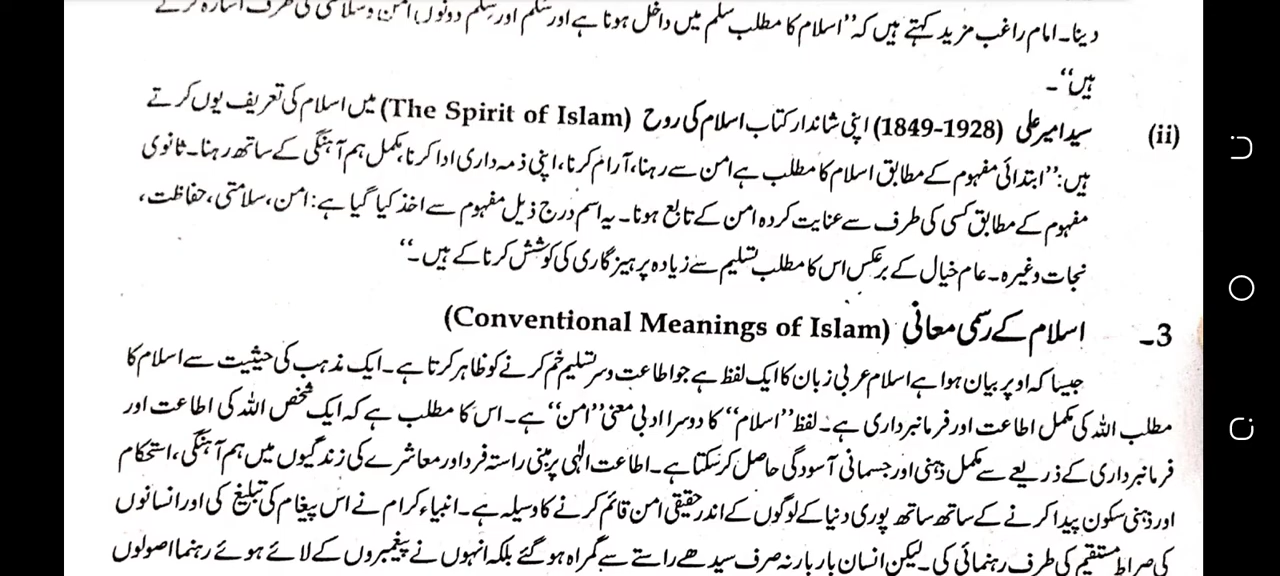 دینا۔ امام راغب مزید کہتے ہیں کہ ”اسلام کا مطلب سلم میں داخل ہونا ہے اور سَلم اور سِلم دونوں امن وسلامتی کی طرف اشارہ کرتے
ہیں“۔
(ii) سید امیر علی (1849-1928) اپنی شاندار کتاب اسلام کی روح (The Spirit of Islam) میں اسلام کی تعریف یوں کرتے
ہیں: ”ابتدائی مفہوم کے مطابق اسلام کا مطلب ہے امن سے رہنا، آرام کرنا، اپنی ذمہ داری ادا کرنا، مکمل ہم آہنگی کے ساتھ رہنا۔ ثانوی
مفہوم کے مطابق کسی کی طرف سے عنایت کردہ امن کے تابع ہونا۔ یہ اسم درج ذیل مفہوم سے اخذ کیا گیا ہے: امن، سلامتی، حفاظت،
نجات وغیرہ۔ عام خیال کے برعکس اس کا مطلب تسلیم سے زیادہ پرہیزگاری کی کوشش کرنا کے ہیں۔“
3۔ اسلام کے رسمی معانی (Conventional Meanings of Islam)
جیسا کہ اوپر بیان ہوا ہے اسلام عربی زبان کا ایک لفظ ہے جو اطاعت وسرتسلیم خم کرنے کو ظاہر کرتا ہے۔ ایک مذہب کی حیثیت سے اسلام کا
مطلب اللہ کی مکمل اطاعت اور فرمانبرداری ہے۔ لفظ ”اسلام“ کا دوسرا ادبی معنی ”امن“ ہے۔ اس کا مطلب ہے کہ ایک شخص اللہ کی اطاعت اور
فرمانبرداری کے ذریعے سے مکمل ذہنی اور جسمانی آسودگی حاصل کرسکتا ہے۔ اطاعت الٰہی پر مبنی راستہ فرد اور معاشرے کی زندگیوں میں ہم آہنگی، استحکام
اور ذہنی سکون پیدا کرنے کے ساتھ ساتھ پوری دنیا کے لوگوں کے اندر حقیقی امن قائم کرنے کا وسیلہ ہے۔ انبیاء کرام نے اس پیغام کی تبلیغ کی اور انسانوں
کی صراط مستقیم کی طرف رہنمائی کی۔ لیکن انسان بار بار نہ صرف سیدھے راستے سے گمراہ ہوگئے بلکہ انہوں نے پیغمبروں کے لائے ہوئے رہنما اصولوں